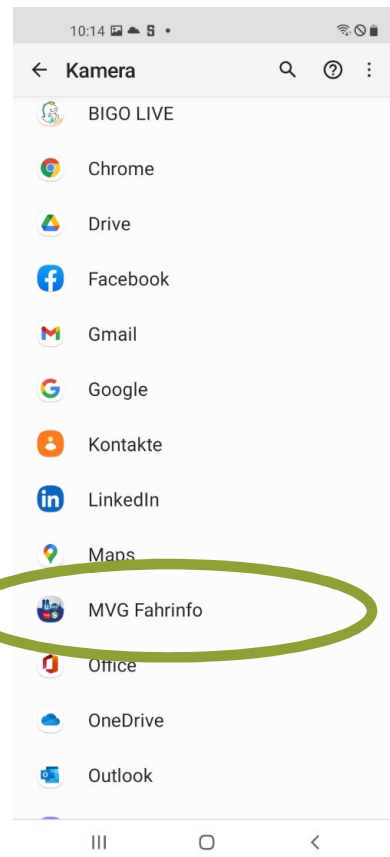 10:14
Kamera
BIGO LIVE
Chrome
Drive
Facebook
Gmail
Google
Kontakte
LinkedIn
Maps
MVG Fahrinfo
Office
OneDrive
Outlook